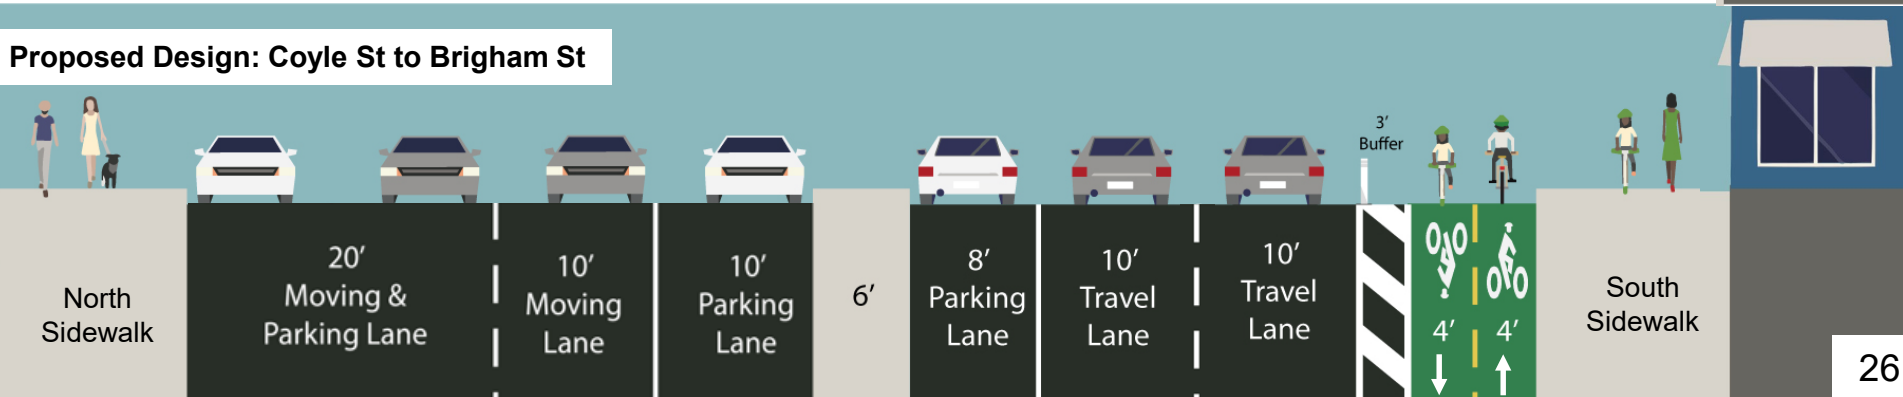 Proposed Design: Coyle St to Brigham St
3’
Buffer
North
Sidewalk
20’
Moving &
Parking Lane
10’
Moving
Lane
10’
Parking
Lane
6’
8’
Parking
Lane
10’
Travel
Lane
10’
Travel
Lane
4’
4’
South
Sidewalk
26